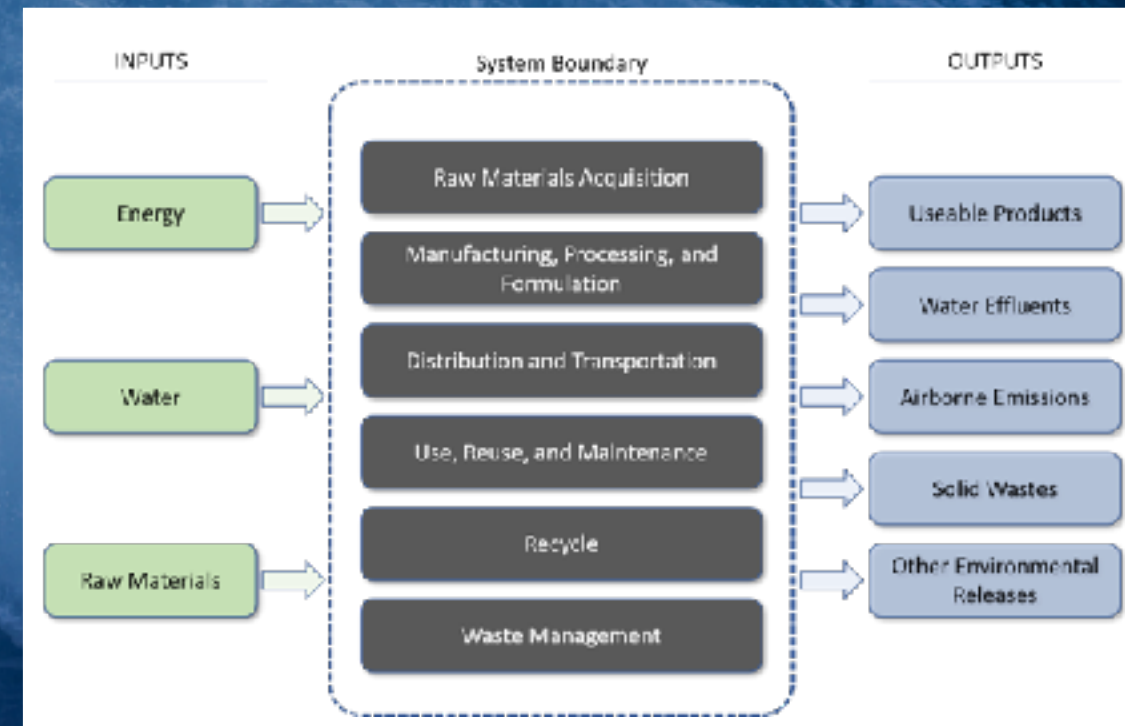 INPUTS
System Boundary
OUTPUTS
Energy
Water
Raw Materials
Raw Materials Acquisition
Manufacturing, Processing, and
Formulation
Distribution and Transportation
Use, Reuse, and Maintenance
Recycle
Waste Management
Useable Products
Water Effluents
Airborne Emissions
Solid Wastes
Other Environmental
Releases